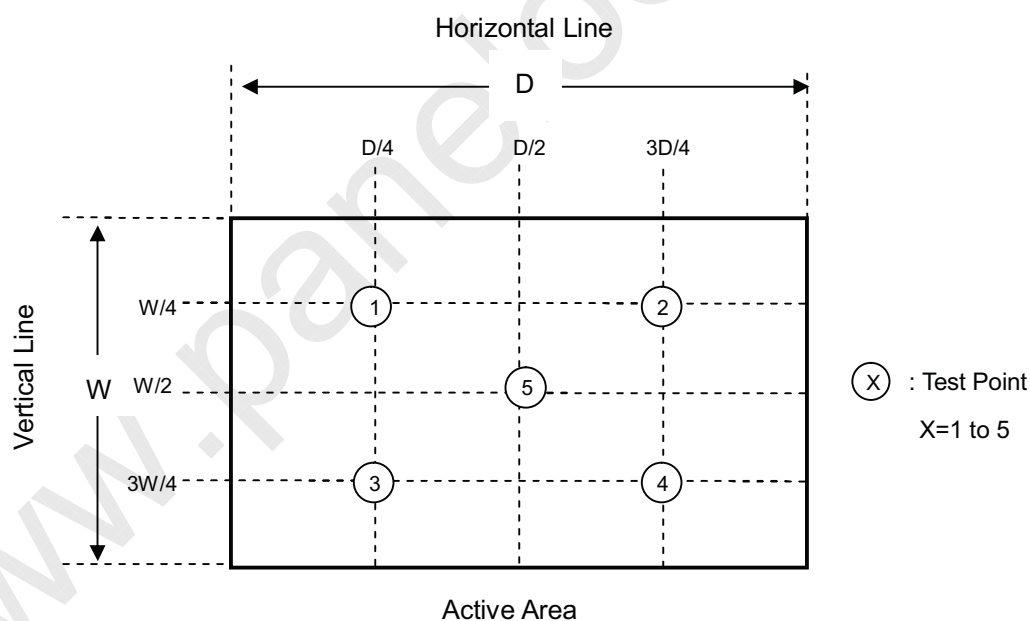 Horizontal Line
D
D/4 D/2 3D/4
W/4 1 2
Vertical Line
W W/2 5
X : Test Point
X=1 to 5
3W/4 3 4
Active Area